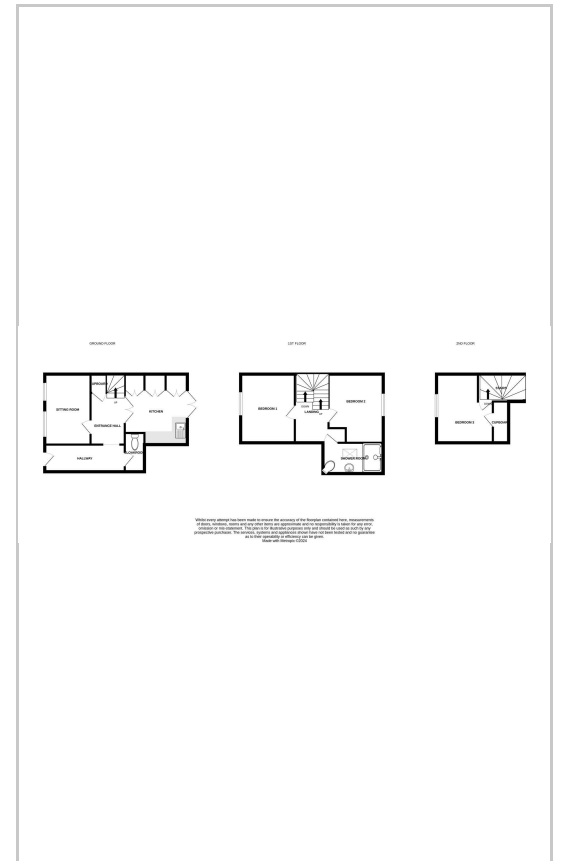 GROUND FLOOR
1ST FLOOR
2ND FLOOR
CUPBOARD
UP
SITTING ROOM
KITCHEN
ENTRANCE HALL
CLOAKROOM
HALLWAY
BEDROOM 1
DOWN
LANDING
UP
BEDROOM 2
SHOWER ROOM
DOWN
BEDROOM 3
CUPBOARD
Whilst every attempt has been made to ensure the accuracy of the floorplan contained here, measurements
of doors, windows, rooms and any other items are approximate and no responsibility is taken for any error,
omission or mis-statement. This plan is for illustrative purposes only and should be used as such by any
prospective purchaser. The services, systems and appliances shown have not been tested and no guarantee
as to their operability or efficiency can be given.
Made with Metropix ©2024